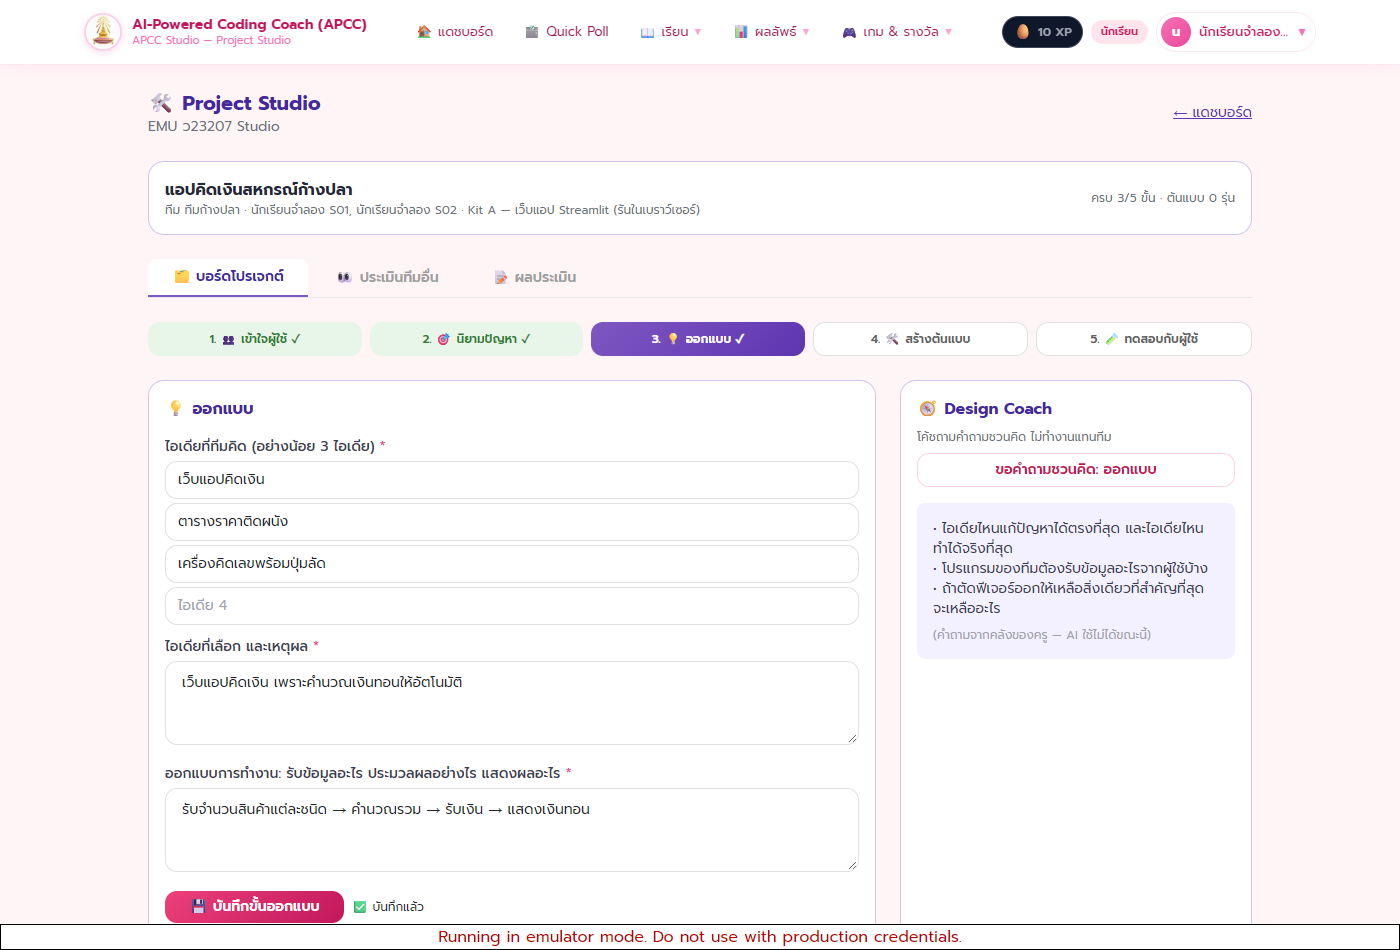 AI-Powered Coding Coach (APCC)
APCC Studio — Project Studio
แดชบอร์ด
Quick Poll
เรียน ▼
ผลลัพธ์ ▼
เกม & รางวัล ▼
10 XP
นักเรียน
น
นักเรียนจำลอง... ▼
Project Studio
EMU ว23207 Studio
← แดชบอร์ด
แอปคิดเงินสหกรณ์ก้างปลา
ทีม ทีมก้างปลา · นักเรียนจำลอง S01, นักเรียนจำลอง S02 · Kit A — เว็บแอป Streamlit (รันในเบราว์เซอร์)
ครบ 3/5 ขั้น · ต้นแบบ 0 รุ่น
บอร์ดโปรเจกต์
ประเมินทีมอื่น
ผลประเมิน
1. เข้าใจผู้ใช้ ✓
2. นิยามปัญหา ✓
3. ออกแบบ ✓
4. สร้างต้นแบบ
5. ทดสอบกับผู้ใช้
ออกแบบ
ไอเดียที่ทีมคิด (อย่างน้อย 3 ไอเดีย) *
เว็บแอปคิดเงิน
ตารางราคาติดผนัง
เครื่องคิดเลขพร้อมปุ่มลัด
ไอเดีย 4
ไอเดียที่เลือก และเหตุผล *
เว็บแอปคิดเงิน เพราะคำนวณเงินทอนให้อัตโนมัติ
ออกแบบการทำงาน: รับข้อมูลอะไร ประมวลผลอย่างไร แสดงผลอะไร *
รับจำนวนสินค้าแต่ละชนิด → คำนวณรวม → รับเงิน → แสดงเงินทอน
บันทึกขั้นออกแบบ
✅ บันทึกแล้ว
Design Coach
โค้ชถามคำถามชวนคิด ไม่ทำงานแทนทีม
ขอคำถามชวนคิด: ออกแบบ
• ไอเดียไหนแก้ปัญหาได้ตรงที่สุด และไอเดียไหน
ทำได้จริงที่สุด
• โปรแกรมของทีมต้องรับข้อมูลอะไรจากผู้ใช้บ้าง
• ถ้าตัดฟีเจอร์ออกให้เหลือสิ่งเดียวที่สำคัญที่สุด
จะเหลืออะไร
(คำถามจากคลังของครู — AI ใช้ไม่ได้ขณะนี้)
Running in emulator mode. Do not use with production credentials.